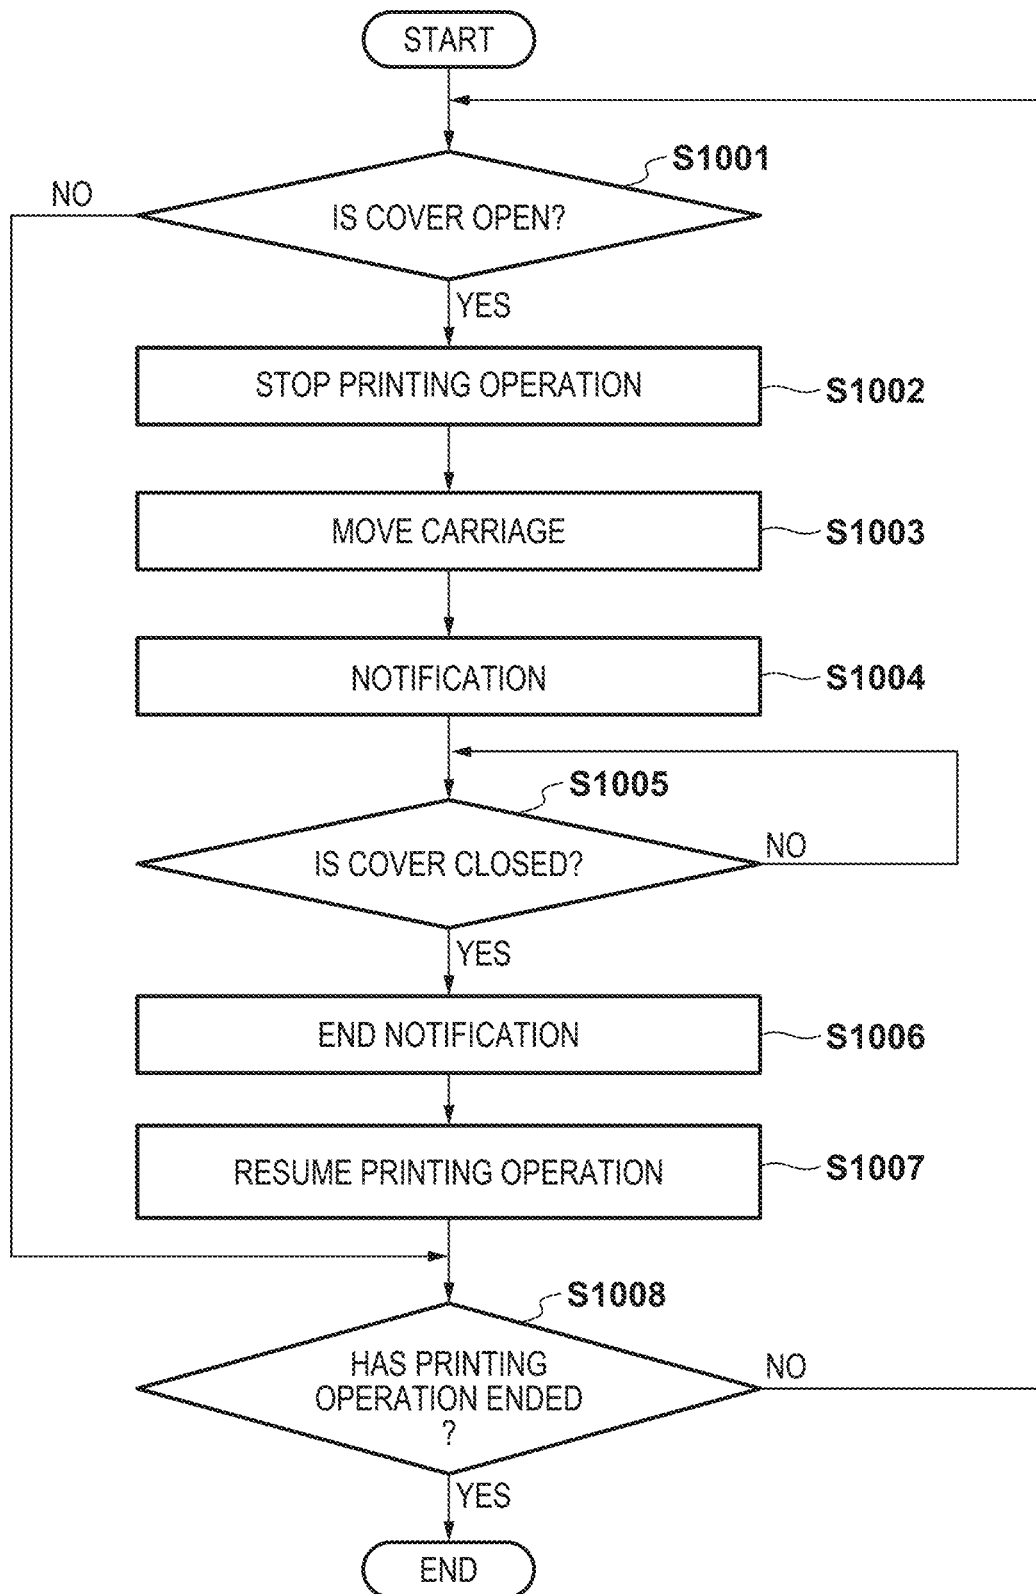 START
S1001
NO
IS COVER OPEN?
YES
STOP PRINTING OPERATION
S1002
MOVE CARRIAGE
S1003
NOTIFICATION
S1004
S1005
IS COVER CLOSED?
NO
YES
END NOTIFICATION
S1006
RESUME PRINTING OPERATION
S1007
S1008
HAS PRINTING
OPERATION ENDED
?
NO
YES
END